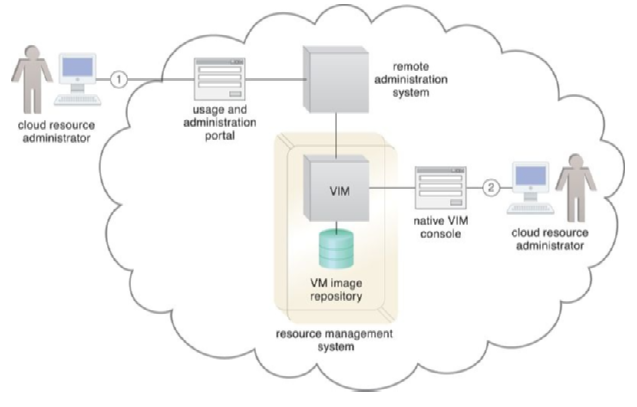 1
cloud resource
administrator
usage and
administration
portal
remote
administration
system
VIM
2
native VIM
console
cloud resource
administrator
VM image
repository
resource management
system